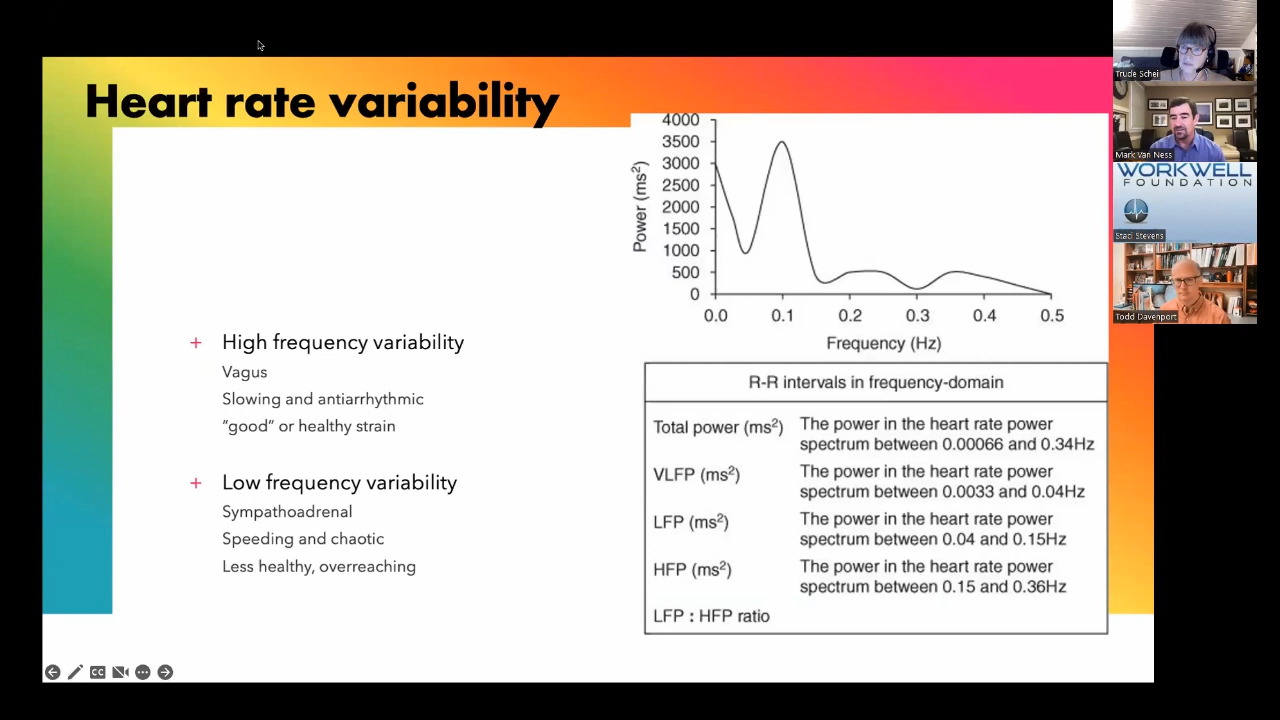 Heart rate variability
+ High frequency variability
Vagus
Slowing and antiarrhythmic
“good” or healthy strain
+ Low frequency variability
Sympathoadrenal
Speeding and chaotic
Less healthy, overreaching
Power (ms²)
4000
3500
3000
2500
2000
1500
1000
500
0
0.0 0.1 0.2 0.3 0.4 0.5
Frequency (Hz)
R-R intervals in frequency-domain
Total power (ms²) The power in the heart rate power
spectrum between 0.00066 and 0.34Hz
VLFP (ms²) The power in the heart rate power
spectrum between 0.0033 and 0.04Hz
LFP (ms²) The power in the heart rate power
spectrum between 0.04 and 0.15Hz
HFP (ms²) The power in the heart rate power
spectrum between 0.15 and 0.36Hz
LFP : HFP ratio
CC
Trude Schei
Mark Van Ness
WORKWELL
FOUNDATION
Staci Stevens
Todd Davenport